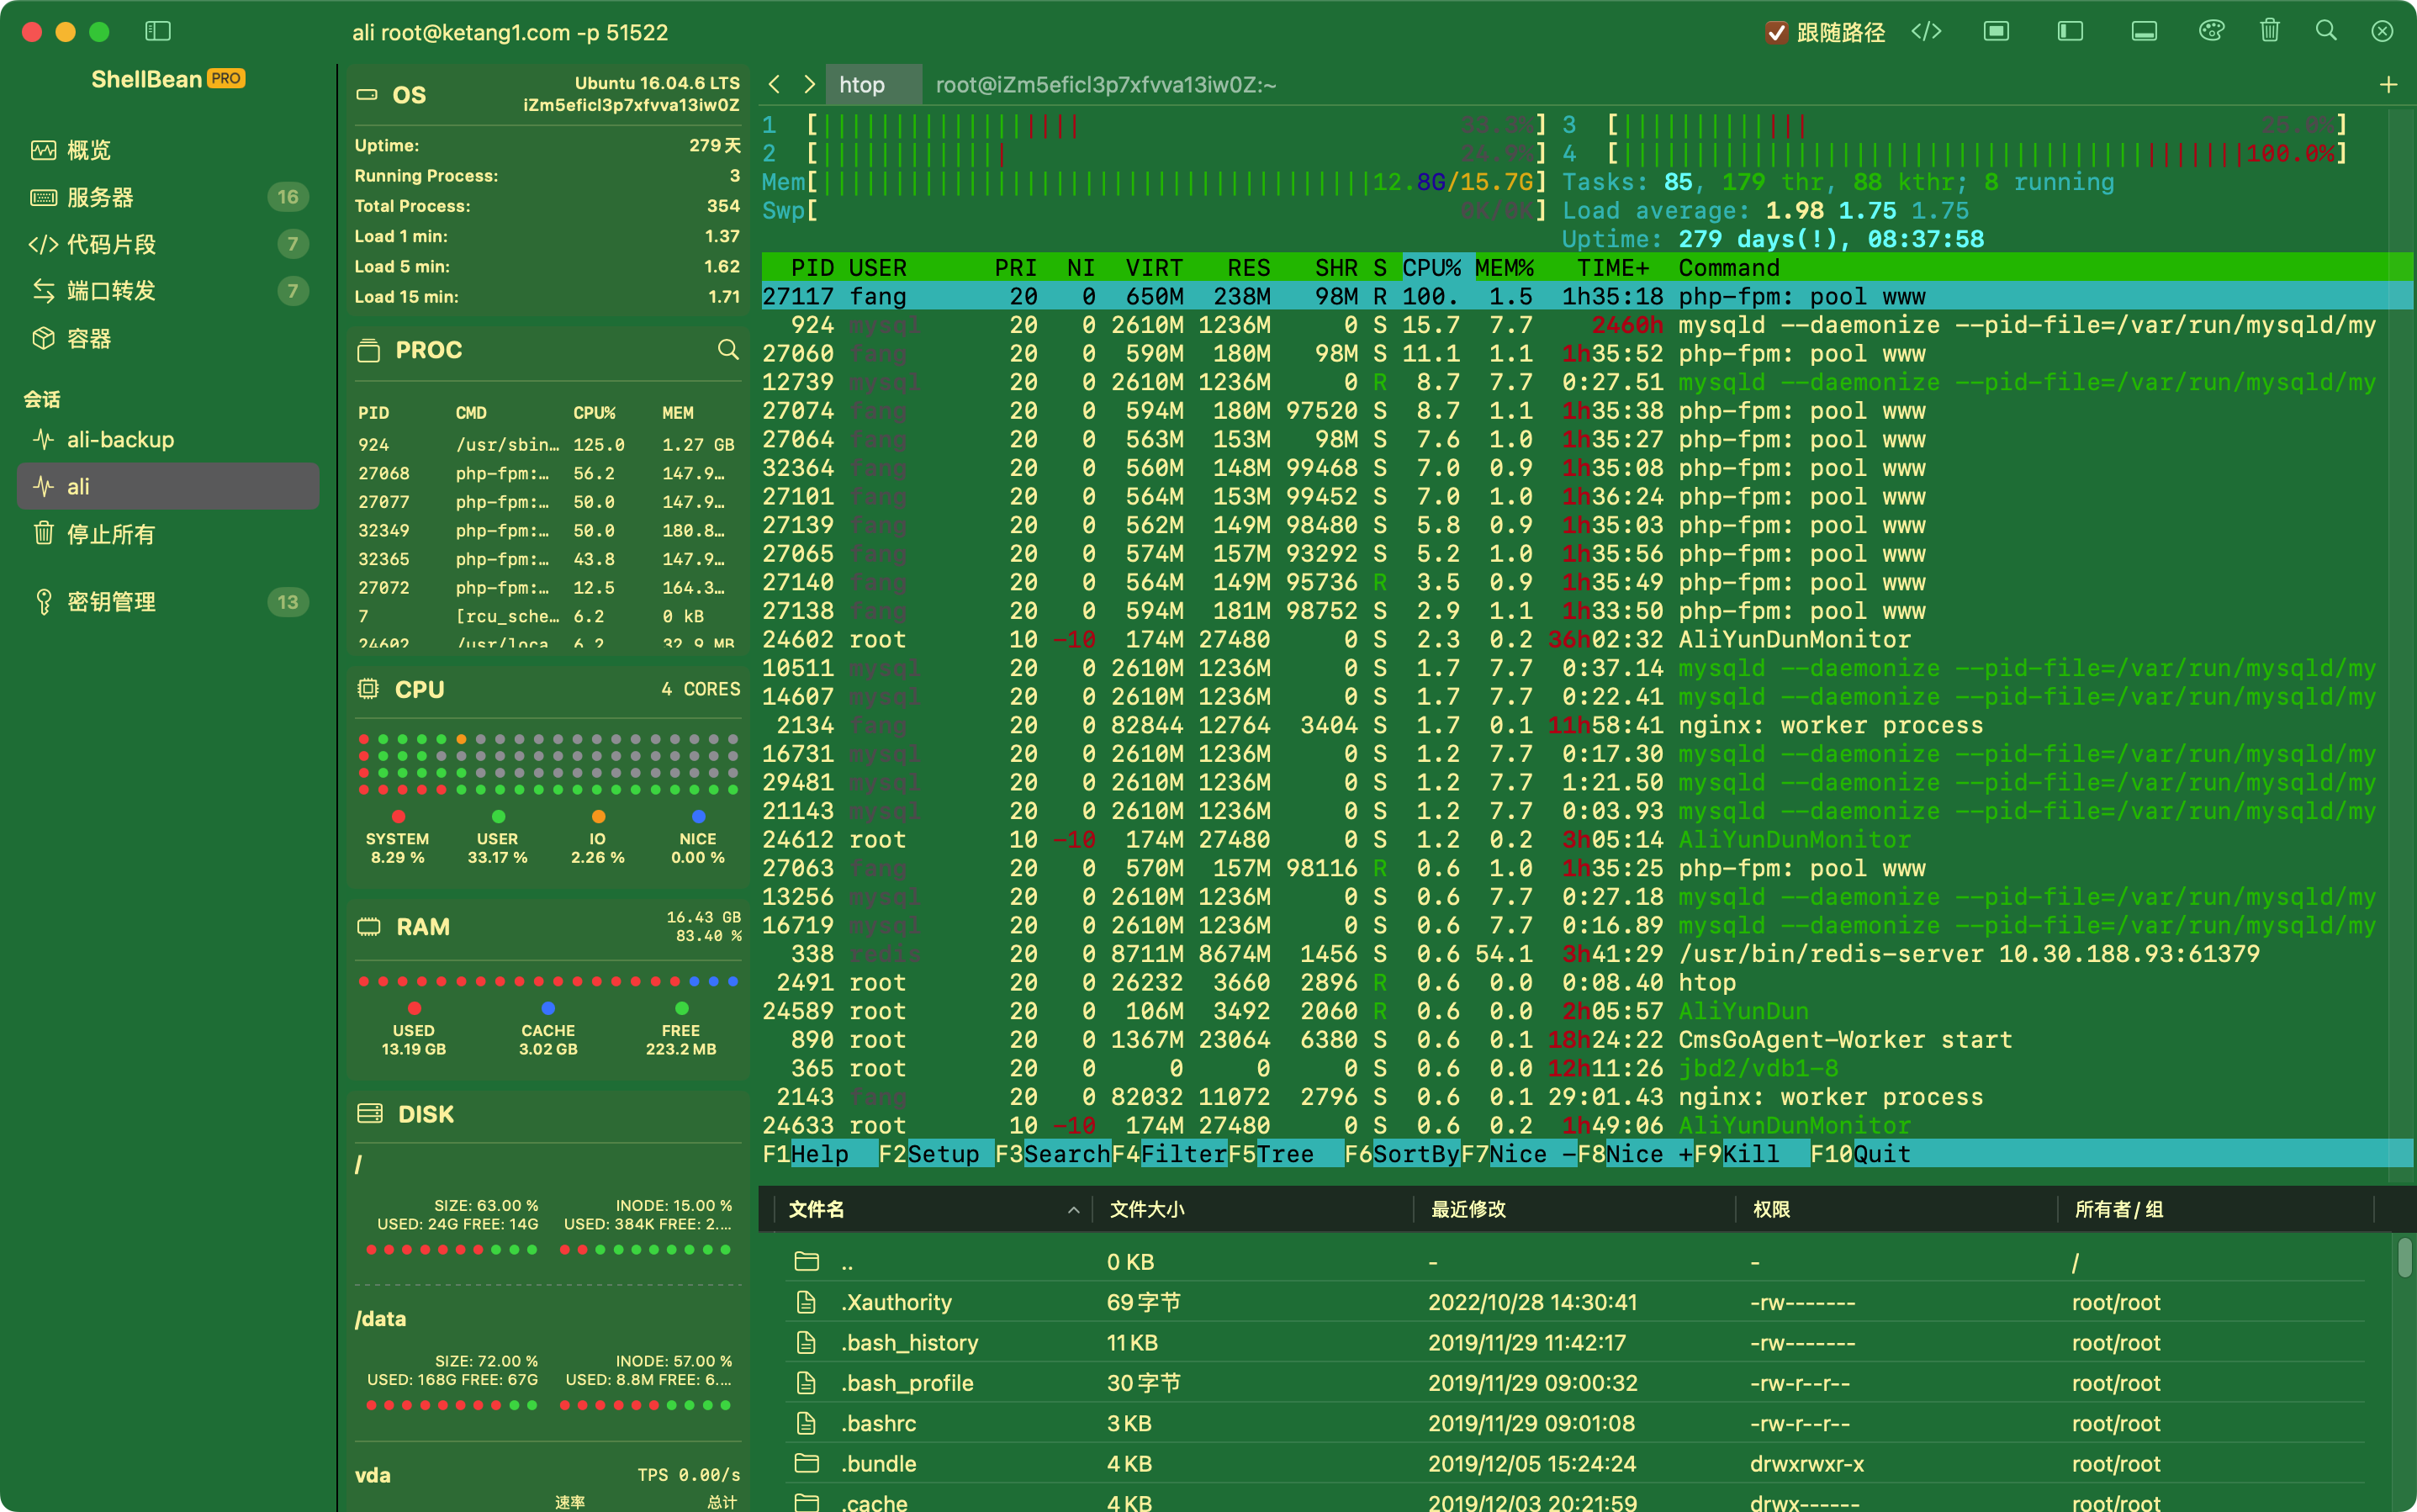 ali root@ketang1.com -p 51522
跟随路径
ShellBean PRO
概览
服务器 16
代码片段 7
端口转发 7
容器
会话
ali-backup
ali
停止所有
密钥管理 13
OS
Ubuntu 16.04.6 LTS
iZm5eficl3p7xfvva13iw0Z
Uptime: 279 天
Running Process: 3
Total Process: 354
Load 1 min: 1.37
Load 5 min: 1.62
Load 15 min: 1.71
PROC
PID CMD CPU% MEM
924 /usr/sbin… 125.0 1.27 GB
27068 php-fpm:… 56.2 147.9…
27077 php-fpm:… 50.0 147.9…
32349 php-fpm:… 50.0 180.8…
32365 php-fpm:… 43.8 147.9…
27072 php-fpm:… 12.5 164.3…
7 [rcu_sche… 6.2 0 kB
24602 /usr/loca 6.2 32.9 MB
CPU 4 CORES
SYSTEM USER IO NICE
8.29 % 33.17 % 2.26 % 0.00 %
RAM
16.43 GB
83.40 %
USED CACHE FREE
13.19 GB 3.02 GB 223.2 MB
DISK
/
SIZE: 63.00 % INODE: 15.00 %
USED: 24G FREE: 14G USED: 384K FREE: 2.…
/data
SIZE: 72.00 % INODE: 57.00 %
USED: 168G FREE: 67G USED: 8.8M FREE: 6.…
vda TPS 0.00/s
速率 总计
htop root@iZm5eficl3p7xfvva13iw0Z:~
1 [ 33.3%] 3 [ 25.0%]
2 [ 24.9%] 4 [ 100.0%]
Mem[ 12.8G/15.7G] Tasks: 85, 179 thr, 88 kthr; 8 running
Swp[ 0K/0K] Load average: 1.98 1.75 1.75
Uptime: 279 days(!), 08:37:58
PID USER PRI NI VIRT RES SHR S CPU% MEM% TIME+ Command
27117 fang 20 0 650M 238M 98M R 100. 1.5 1h35:18 php-fpm: pool www
924 mysql 20 0 2610M 1236M 0 S 15.7 7.7 2460h mysqld --daemonize --pid-file=/var/run/mysqld/my
27060 fang 20 0 590M 180M 98M S 11.1 1.1 1h35:52 php-fpm: pool www
12739 mysql 20 0 2610M 1236M 0 R 8.7 7.7 0:27.51 mysqld --daemonize --pid-file=/var/run/mysqld/my
27074 fang 20 0 594M 180M 97520 S 8.7 1.1 1h35:38 php-fpm: pool www
27064 fang 20 0 563M 153M 98M S 7.6 1.0 1h35:27 php-fpm: pool www
32364 fang 20 0 560M 148M 99468 S 7.0 0.9 1h35:08 php-fpm: pool www
27101 fang 20 0 564M 153M 99452 S 7.0 1.0 1h36:24 php-fpm: pool www
27139 fang 20 0 562M 149M 98480 S 5.8 0.9 1h35:03 php-fpm: pool www
27065 fang 20 0 574M 157M 93292 S 5.2 1.0 1h35:56 php-fpm: pool www
27140 fang 20 0 564M 149M 95736 R 3.5 0.9 1h35:49 php-fpm: pool www
27138 fang 20 0 594M 181M 98752 S 2.9 1.1 1h33:50 php-fpm: pool www
24602 root 10 -10 174M 27480 0 S 2.3 0.2 36h02:32 AliYunDunMonitor
10511 mysql 20 0 2610M 1236M 0 S 1.7 7.7 0:37.14 mysqld --daemonize --pid-file=/var/run/mysqld/my
14607 mysql 20 0 2610M 1236M 0 S 1.7 7.7 0:22.41 mysqld --daemonize --pid-file=/var/run/mysqld/my
2134 fang 20 0 82844 12764 3404 S 1.7 0.1 11h58:41 nginx: worker process
16731 mysql 20 0 2610M 1236M 0 S 1.2 7.7 0:17.30 mysqld --daemonize --pid-file=/var/run/mysqld/my
29481 mysql 20 0 2610M 1236M 0 S 1.2 7.7 1:21.50 mysqld --daemonize --pid-file=/var/run/mysqld/my
21143 mysql 20 0 2610M 1236M 0 S 1.2 7.7 0:03.93 mysqld --daemonize --pid-file=/var/run/mysqld/my
24612 root 10 -10 174M 27480 0 S 1.2 0.2 3h05:14 AliYunDunMonitor
27063 fang 20 0 570M 157M 98116 R 0.6 1.0 1h35:25 php-fpm: pool www
13256 mysql 20 0 2610M 1236M 0 S 0.6 7.7 0:27.18 mysqld --daemonize --pid-file=/var/run/mysqld/my
16719 mysql 20 0 2610M 1236M 0 S 0.6 7.7 0:16.89 mysqld --daemonize --pid-file=/var/run/mysqld/my
338 redis 20 0 8711M 8674M 1456 S 0.6 54.1 3h41:29 /usr/bin/redis-server 10.30.188.93:61379
2491 root 20 0 26232 3660 2896 R 0.6 0.0 0:08.40 htop
24589 root 20 0 106M 3492 2060 R 0.6 0.0 2h05:57 AliYunDun
890 root 20 0 1367M 23064 6380 S 0.6 0.1 18h24:22 CmsGoAgent-Worker start
365 root 20 0 0 0 0 S 0.6 0.0 12h11:26 jbd2/vdb1-8
2143 fang 20 0 82032 11072 2796 S 0.6 0.1 29:01.43 nginx: worker process
24633 root 10 -10 174M 27480 0 S 0.6 0.2 1h49:06 AliYunDunMonitor
F1Help F2Setup F3SearchF4FilterF5Tree F6SortByF7Nice -F8Nice +F9Kill F10Quit
文件名 文件大小 最近修改 权限 所有者/组
.. 0 KB - - /
.Xauthority 69 字节 2022/10/28 14:30:41 -rw------- root/root
.bash_history 11 KB 2019/11/29 11:42:17 -rw------- root/root
.bash_profile 30 字节 2019/11/29 09:00:32 -rw-r--r-- root/root
.bashrc 3 KB 2019/11/29 09:01:08 -rw-r--r-- root/root
.bundle 4 KB 2019/12/05 15:24:24 drwxrwxr-x root/root
.cache 4 KB 2019/12/03 20:21:59 drwx------ root/root